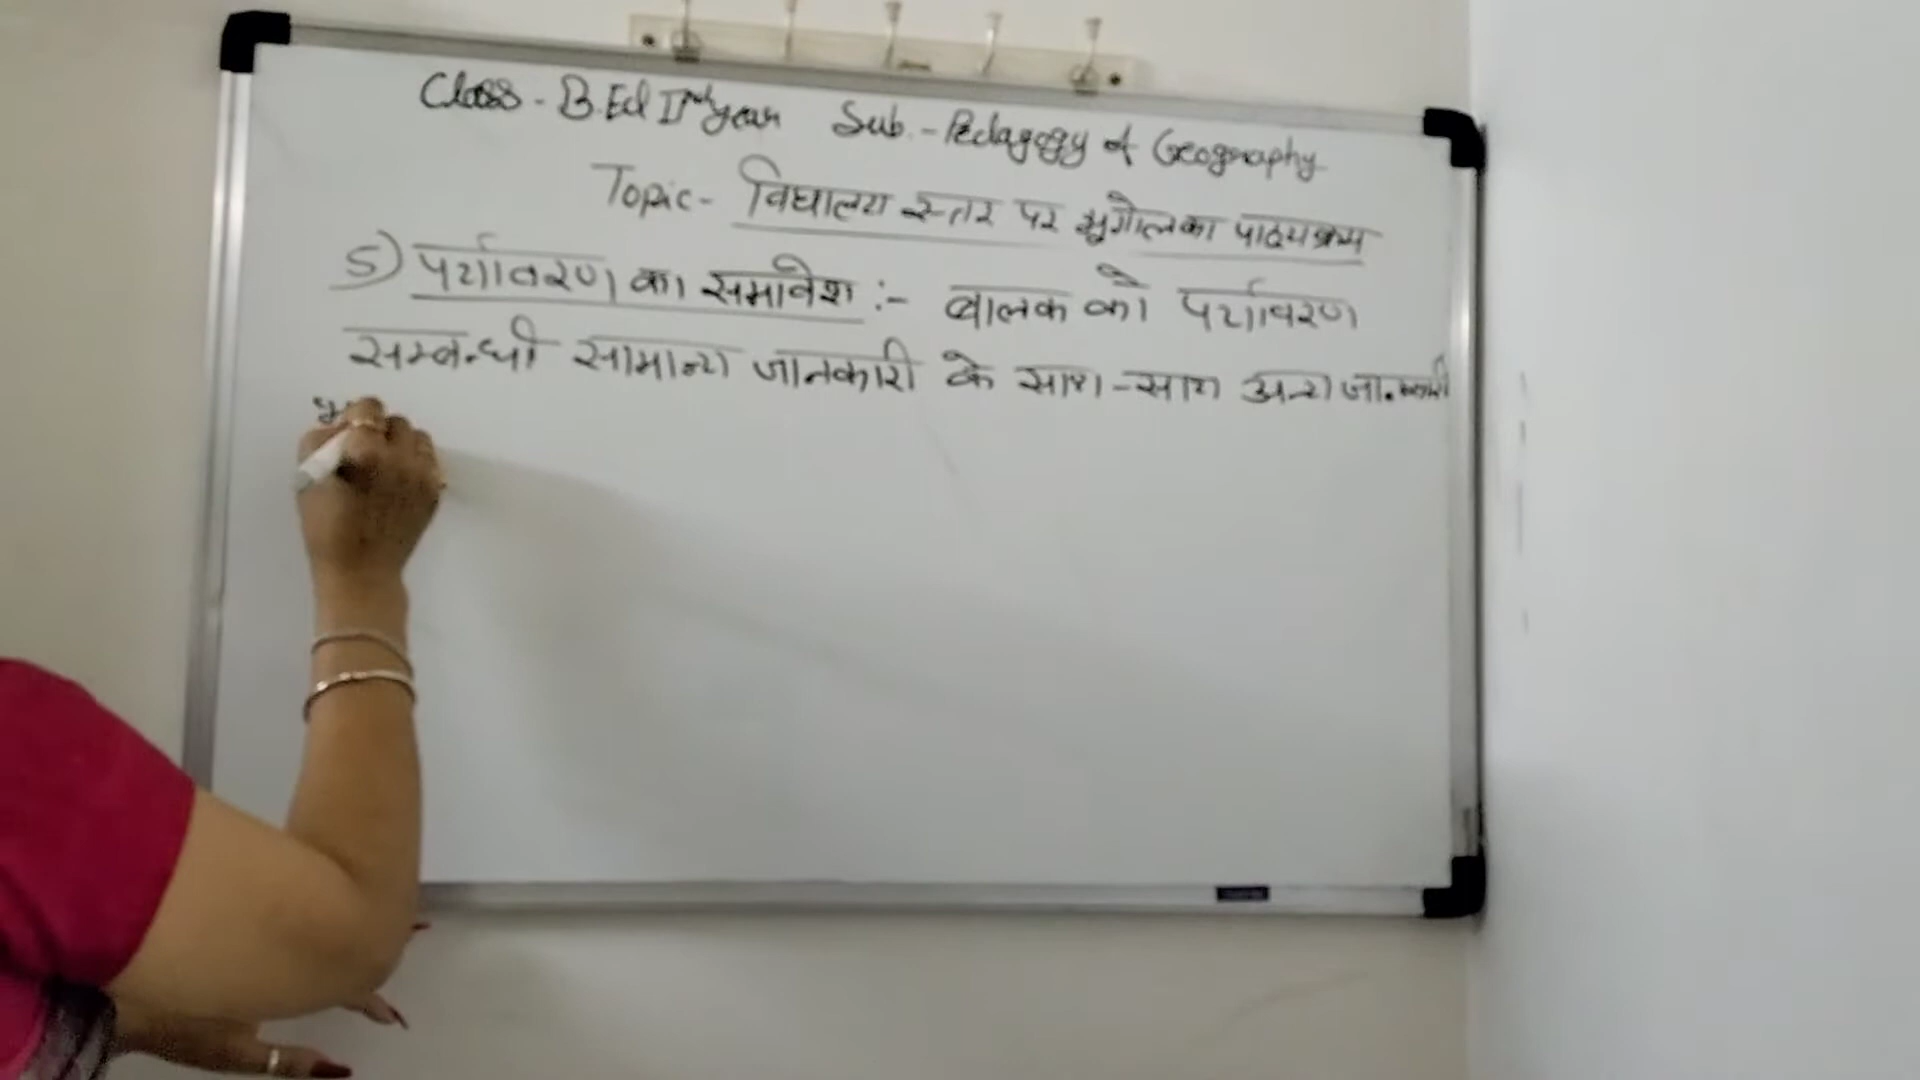 Class - B.Ed IInd year Sub. - Pedagogy of Geography
Topic - विद्यालय स्तर पर भूगोल का पाठ्यक्रम
5) पर्यावरण का समावेश :- बालक को पर्यावरण
सम्बन्धी सामान्य जानकारी के साथ-साथ अन्य जानकारी